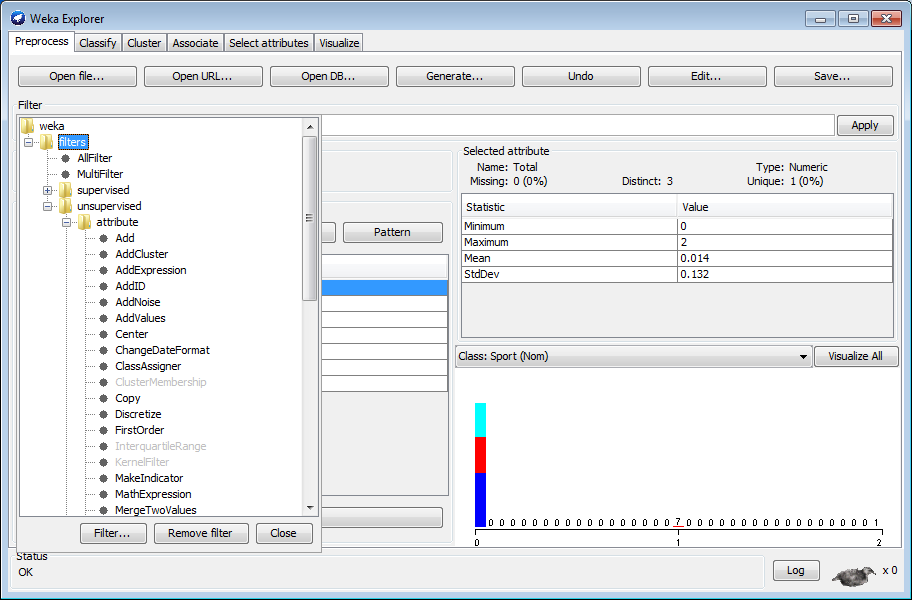 Weka Explorer
Preprocess Classify Cluster Associate Select attributes Visualize
Open file... Open URL... Open DB... Generate... Undo Edit... Save...
Filter
Apply
weka
filters
AllFilter
MultiFilter
supervised
unsupervised
attribute
Add
AddCluster
AddExpression
AddID
AddNoise
AddValues
Center
ChangeDateFormat
ClassAssigner
ClusterMembership
Copy
Discretize
FirstOrder
InterquartileRange
KernelFilter
MakeIndicator
MathExpression
MergeTwoValues
Filter... Remove filter Close
Pattern
Selected attribute
Name: Total Type: Numeric
Missing: 0 (0%) Distinct: 3 Unique: 1 (0%)
Statistic Value
Minimum 0
Maximum 2
Mean 0.014
StdDev 0.132
Class: Sport (Nom) Visualize All
0 0 0 0 0 0 0 0 0 0 0 0 0 0 0 0 0 7 0 0 0 0 0 0 0 0 0 0 0 0 0 0 0 0 1
0 1 2
Status
OK
Log x 0